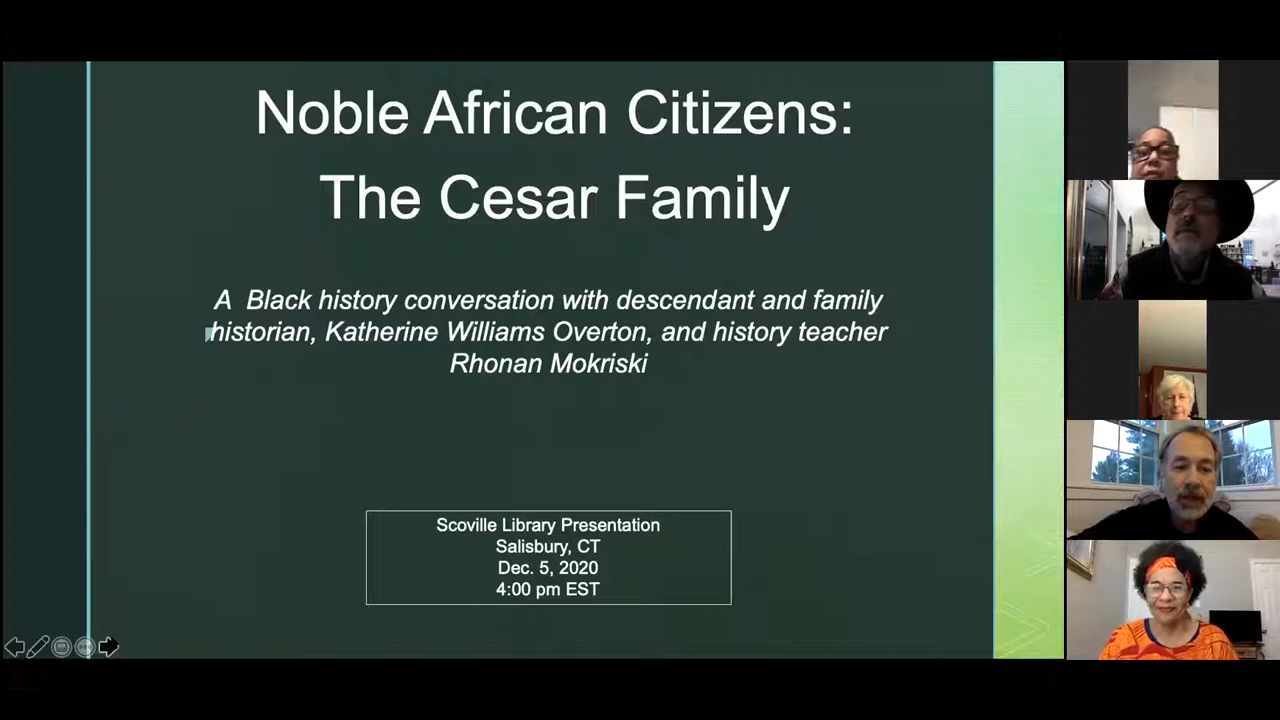 Noble African Citizens:
The Cesar Family
A Black history conversation with descendant and family
historian, Katherine Williams Overton, and history teacher
Rhonan Mokriski
Scoville Library Presentation
Salisbury, CT
Dec. 5, 2020
4:00 pm EST